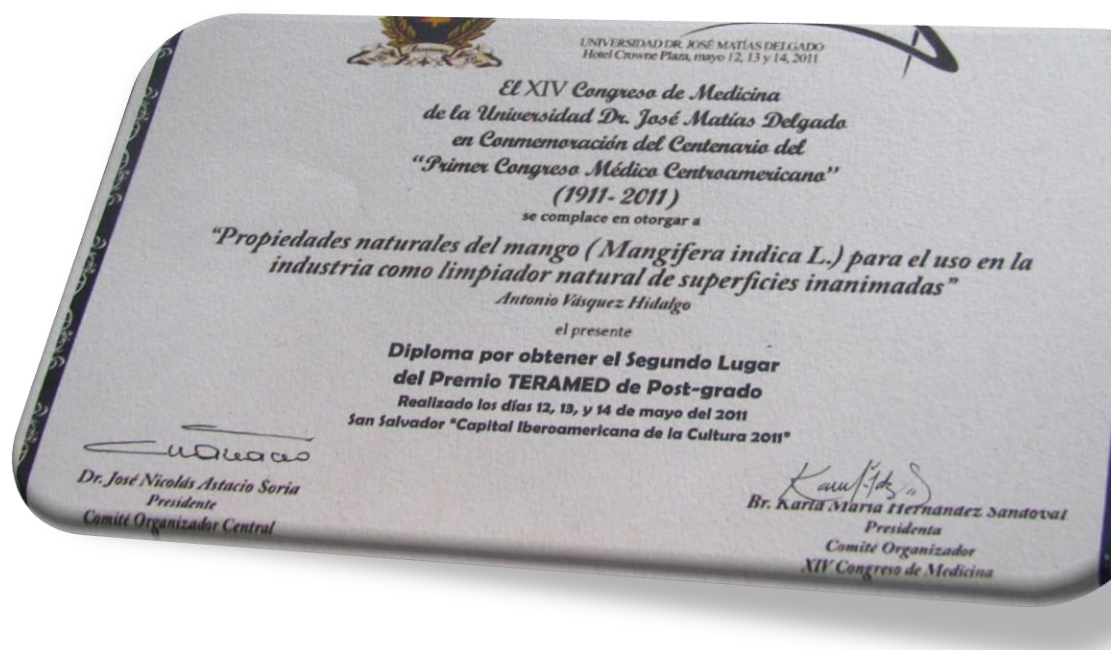 UNIVERSIDAD DR. JOSÉ MATÍAS DELGADO
Hotel Crowne Plaza, mayo 12, 13 y 14, 2011
El XIV Congreso de Medicina
de la Universidad Dr. José Matías Delgado
en Conmemoración del Centenario del
“Primer Congreso Médico Centroamericano”
(1911- 2011)
se complace en otorgar a
“Propiedades naturales del mango ( Mangifera indica L.) para el uso en la
industria como limpiador natural de superficies inanimadas”
Antonio Vásquez Hidalgo
el presente
Diploma por obtener el Segundo Lugar
del Premio TERAMED de Post-grado
Realizado los días 12, 13, y 14 de mayo del 2011
San Salvador "Capital Iberoamericana de la Cultura 2011"
Dr. José Nicolás Astacio Soria
Presidente
Comité Organizador Central
Br. Karla María Hernández Sandoval
Presidenta
Comité Organizador
XIV Congreso de Medicina